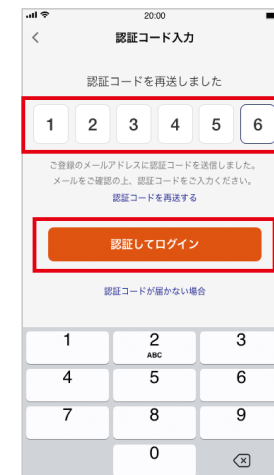 20:00
認証コード入力
認証コードを再送しました
1 2 3 4 5 6
ご登録のメールアドレスに認証コードを送信しました。
メールをご確認の上、認証コードをご入力ください。
認証コードを再送する
認証してログイン
認証コードが届かない場合
1 2 3
ABC
4 5 6
7 8 9
0